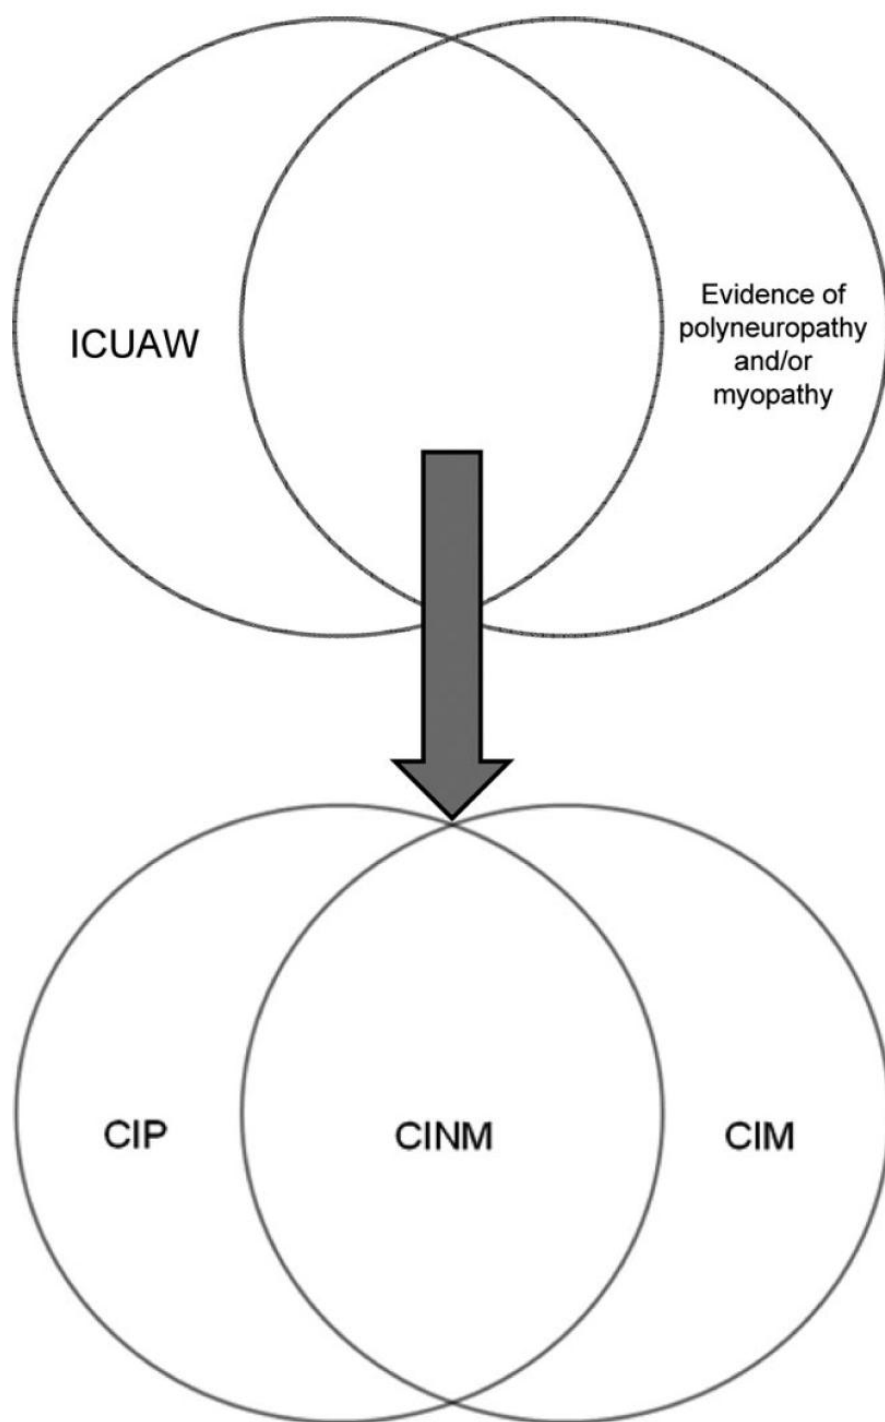 ICUAW
Evidence of
polyneuropathy
and/or
myopathy
CIP
CINM
CIM